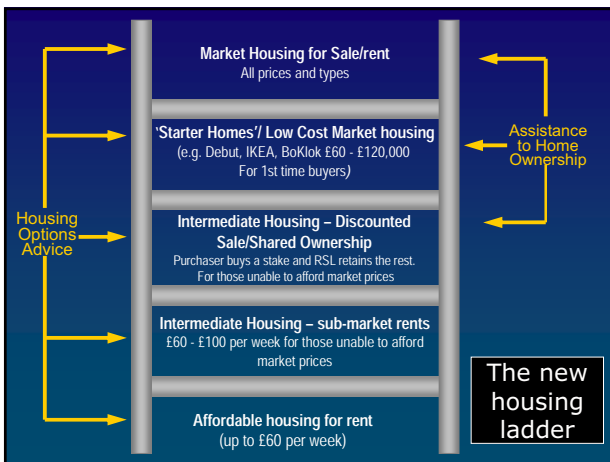 Market Housing for Sale/rent
All prices and types
'Starter Homes'/ Low Cost Market housing
(e.g. Debut, IKEA, BoKlok £60 - £120,000
For 1st time buyers)
Assistance
to Home
Ownership
Housing
Options
Advice
Intermediate Housing – Discounted
Sale/Shared Ownership
Purchaser buys a stake and RSL retains the rest.
For those unable to afford market prices
Intermediate Housing – sub-market rents
£60 - £100 per week for those unable to afford
market prices
Affordable housing for rent
(up to £60 per week)
The new
housing
ladder